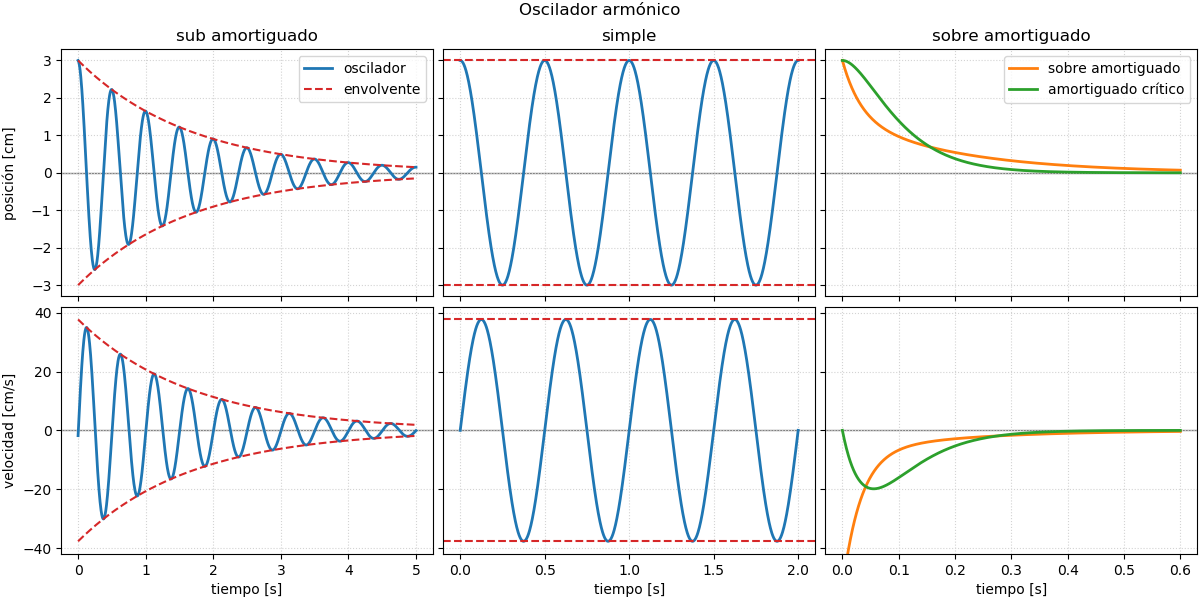 Oscilador armónico
sub amortiguado
simple
sobre amortiguado
posición [cm]
3
2
1
0
−1
−2
−3
oscilador
envolvente
sobre amortiguado
amortiguado crítico
velocidad [cm/s]
40
20
0
−20
−40
0 1 2 3 4 5
0.0 0.5 1.0 1.5 2.0
0.0 0.1 0.2 0.3 0.4 0.5 0.6
tiempo [s]
tiempo [s]
tiempo [s]